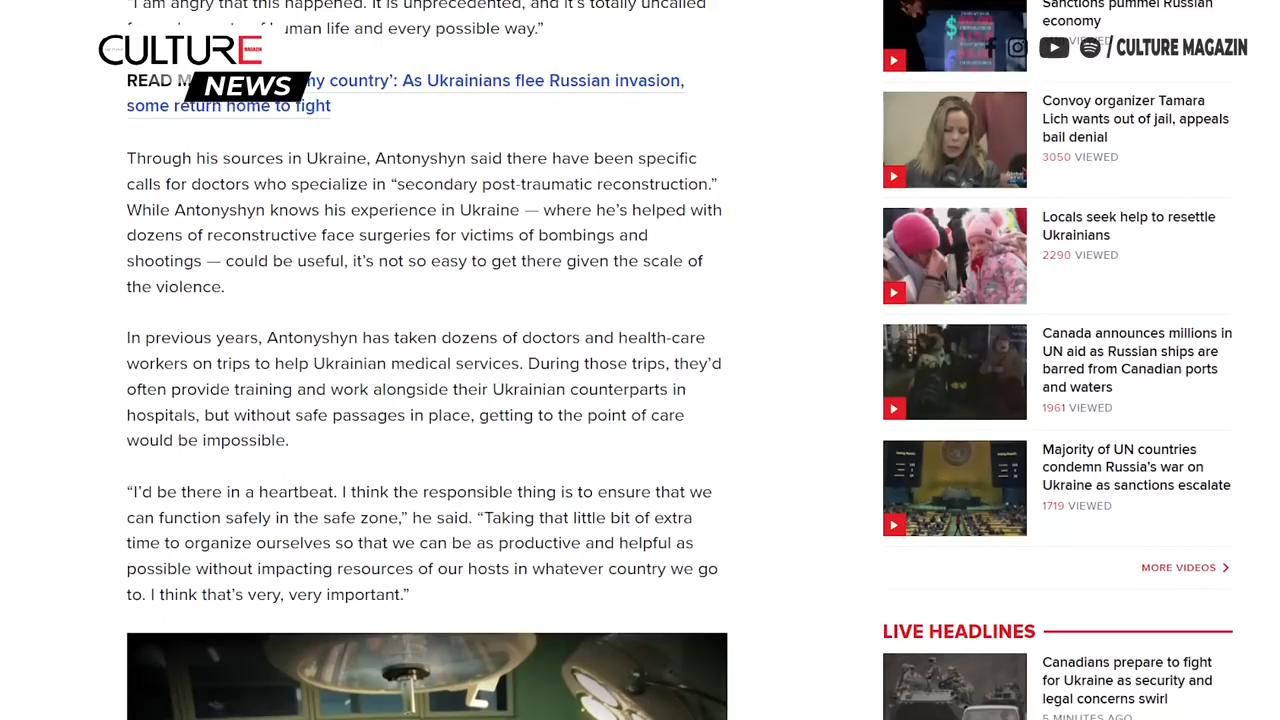 "I am angry that this happened. It is unprecedented, and it's totally uncalled
human life and every possible way."
CULTURE
MAGAZIN
NEWS
READ M
my country': As Ukrainians flee Russian invasion,
some return home to fight
Through his sources in Ukraine, Antonyshyn said there have been specific
calls for doctors who specialize in “secondary post-traumatic reconstruction.”
While Antonyshyn knows his experience in Ukraine — where he’s helped with
dozens of reconstructive face surgeries for victims of bombings and
shootings — could be useful, it’s not so easy to get there given the scale of
the violence.
In previous years, Antonyshyn has taken dozens of doctors and health-care
workers on trips to help Ukrainian medical services. During those trips, they’d
often provide training and work alongside their Ukrainian counterparts in
hospitals, but without safe passages in place, getting to the point of care
would be impossible.
“I’d be there in a heartbeat. I think the responsible thing is to ensure that we
can function safely in the safe zone,” he said. “Taking that little bit of extra
time to organize ourselves so that we can be as productive and helpful as
possible without impacting resources of our hosts in whatever country we go
to. I think that’s very, very important.”
Sanctions pummel Russian
economy
/ CULTURE MAGAZIN
Convoy organizer Tamara
Lich wants out of jail, appeals
bail denial
3050 VIEWED
Locals seek help to resettle
Ukrainians
2290 VIEWED
Canada announces millions in
UN aid as Russian ships are
barred from Canadian ports
and waters
1961 VIEWED
Majority of UN countries
condemn Russia’s war on
Ukraine as sanctions escalate
1719 VIEWED
MORE VIDEOS
LIVE HEADLINES
Canadians prepare to fight
for Ukraine as security and
legal concerns swirl
5 MINUTES AGO